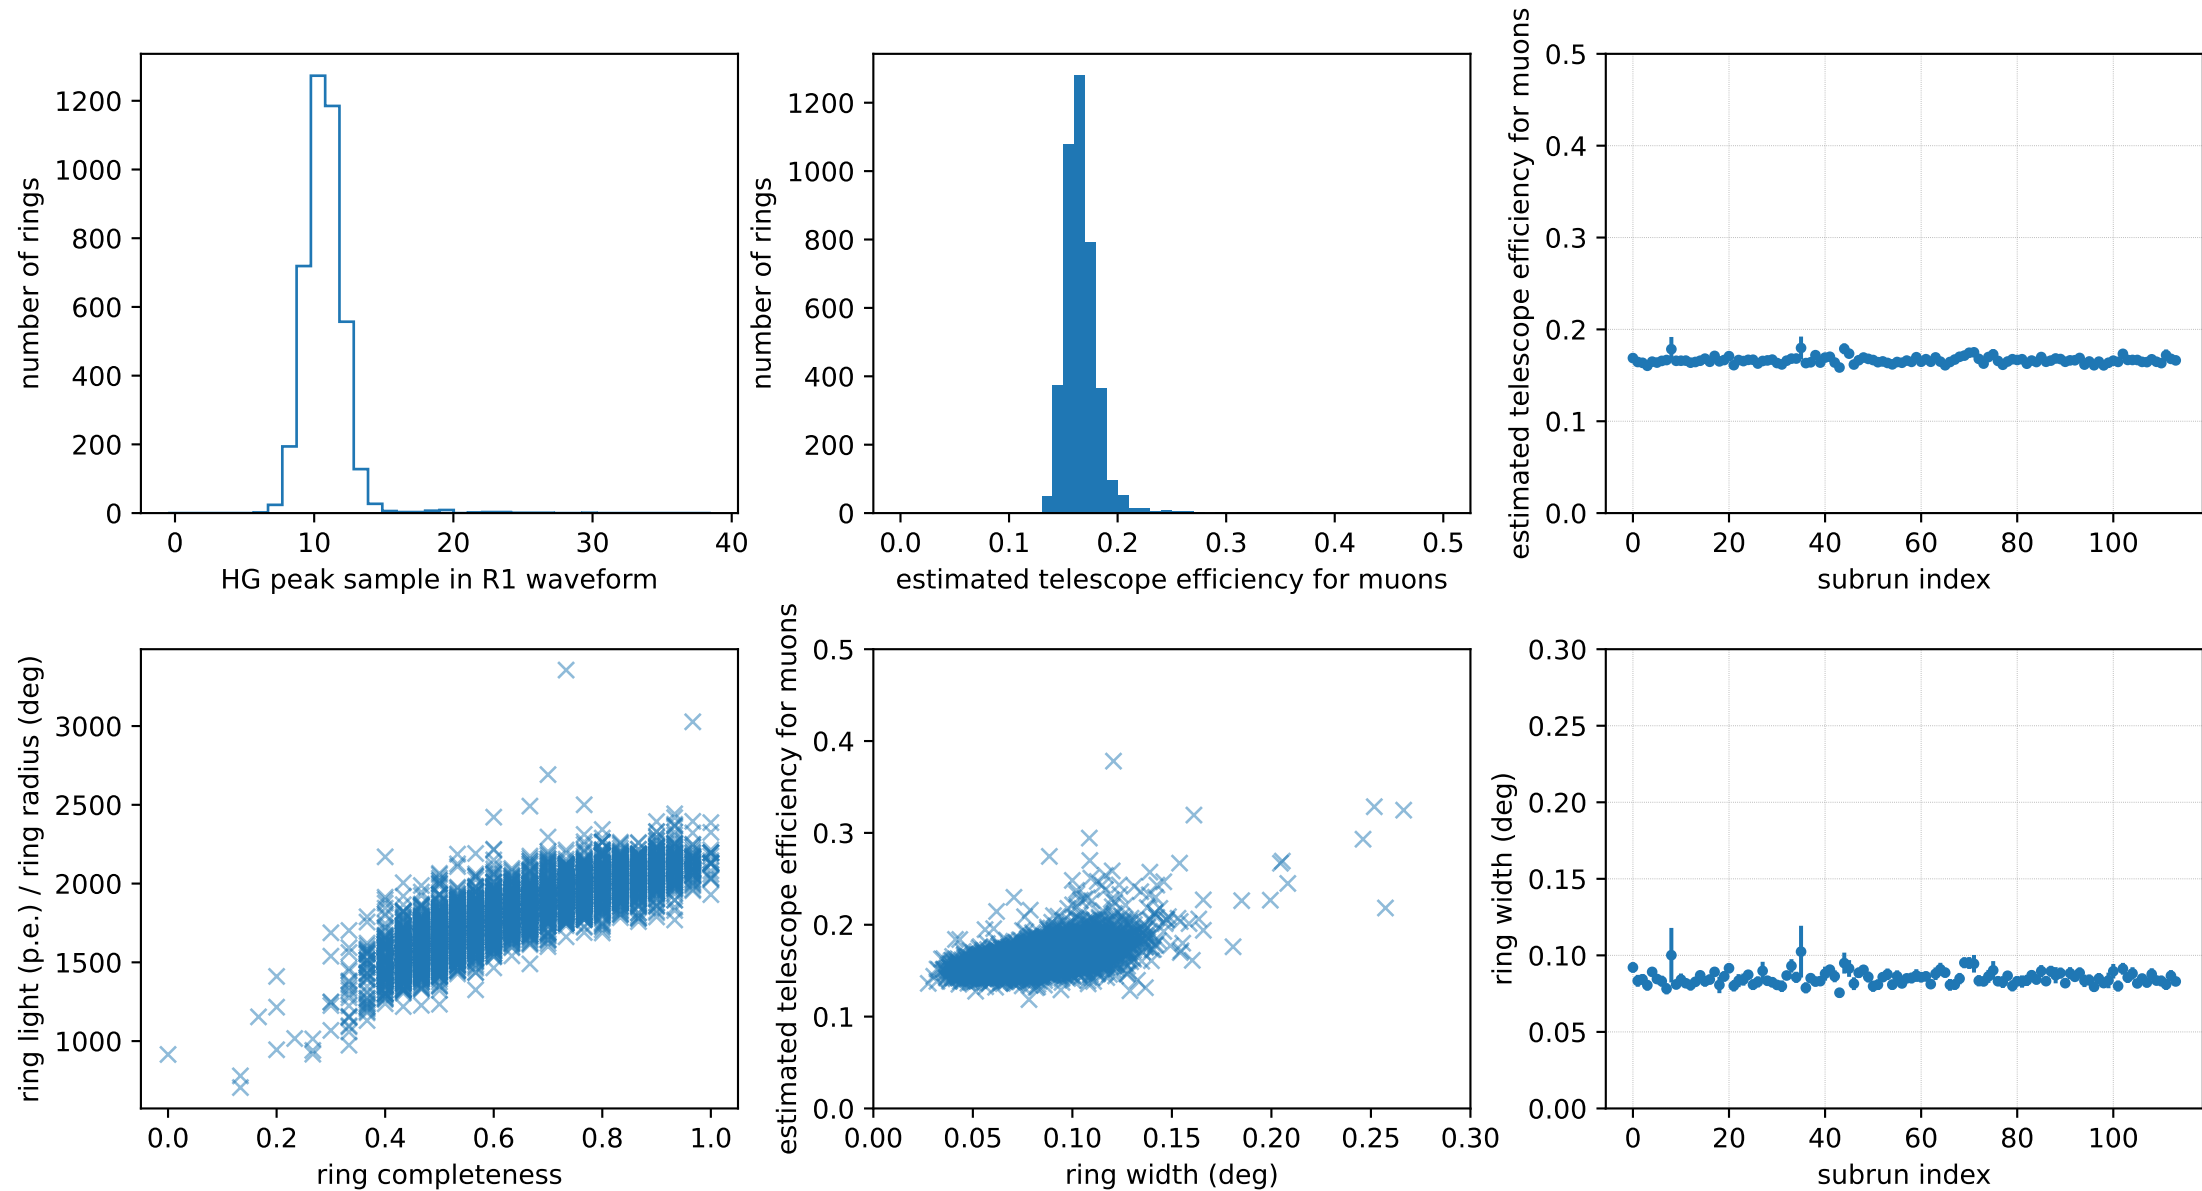 1200
1000
800
600
400
200
0
number of rings
0 10 20 30 40
HG peak sample in R1 waveform
1200
1000
800
600
400
200
0
number of rings
0.0 0.1 0.2 0.3 0.4 0.5
estimated telescope efficiency for muons
0.5
0.4
0.3
0.2
0.1
0.0
estimated telescope efficiency for muons
0 20 40 60 80 100
subrun index
3000
2500
2000
1500
1000
ring light (p.e.) / ring radius (deg)
0.0 0.2 0.4 0.6 0.8 1.0
ring completeness
0.5
0.4
0.3
0.2
0.1
0.0
estimated telescope efficiency for muons
0.00 0.05 0.10 0.15 0.20 0.25 0.30
ring width (deg)
0.30
0.25
0.20
0.15
0.10
0.05
0.00
ring width (deg)
0 20 40 60 80 100
subrun index